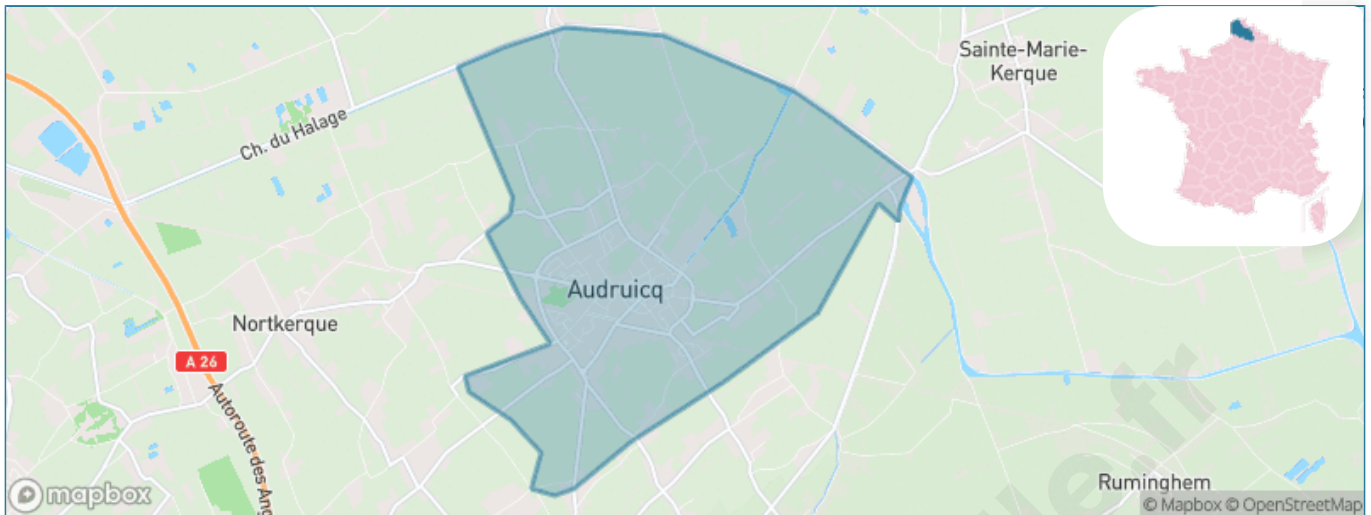 Sainte-Marie-
Kerque
Ch. du Halage
Audruicq
Nortkerque
A 26
Autoroute des Ang
Ruminghem
mapbox
© Mapbox © OpenStreetMap